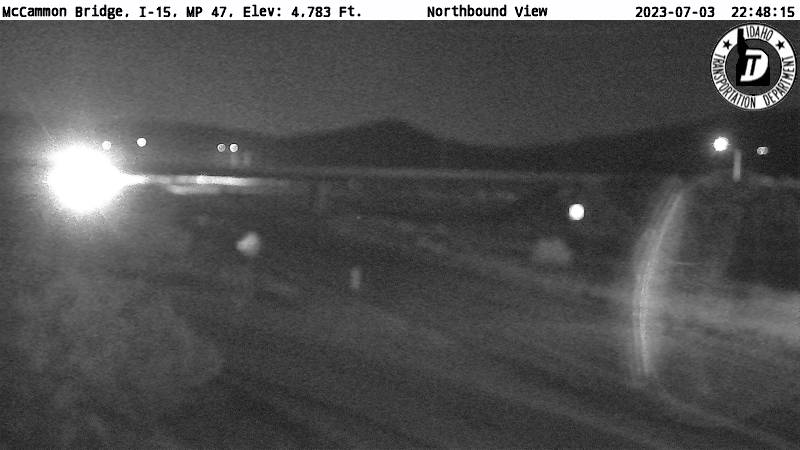 McCammon Bridge, I-15, MP 47, Elev: 4,783 Ft. Northbound View 2023-07-03 22:48:15
IDAHO
TRANSPORTATION DEPARTMENT